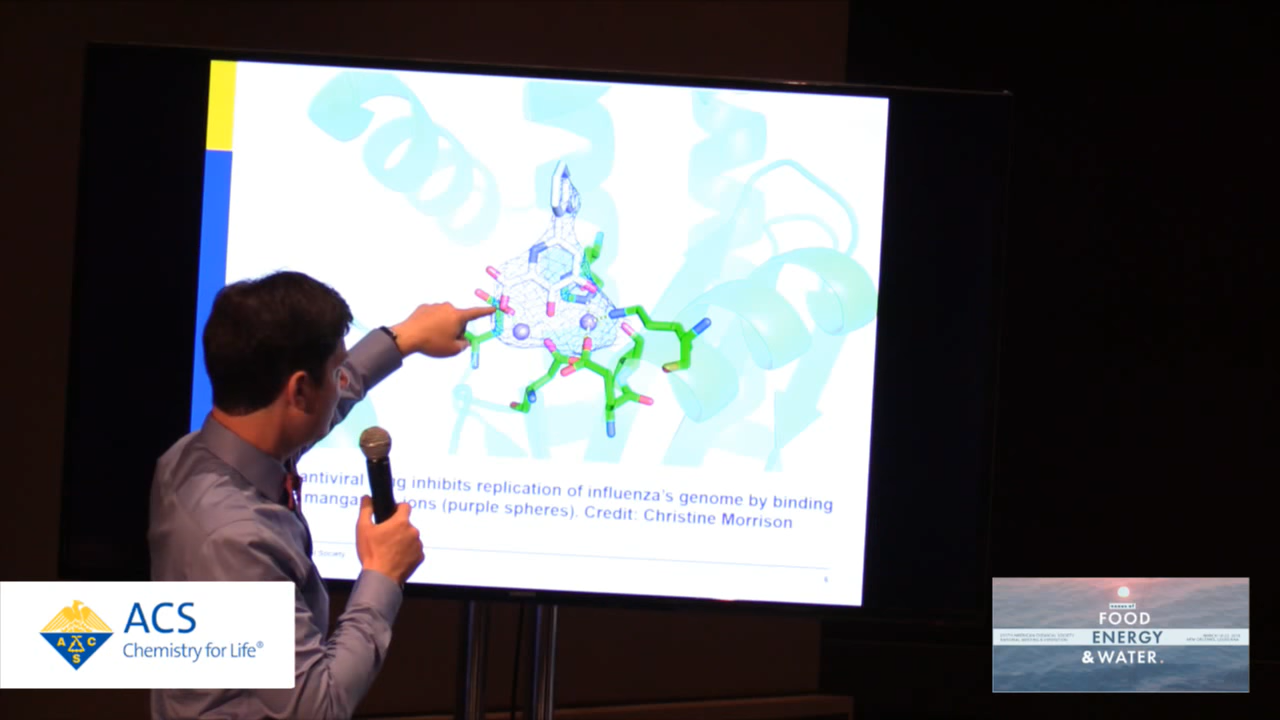 antiviral inhibits replication of influenza's genome by binding
ions (purple spheres). Credit: Christine Morrison
Society
6
ACS
Chemistry for Life®
A C S
FOOD
ENERGY
& WATER.